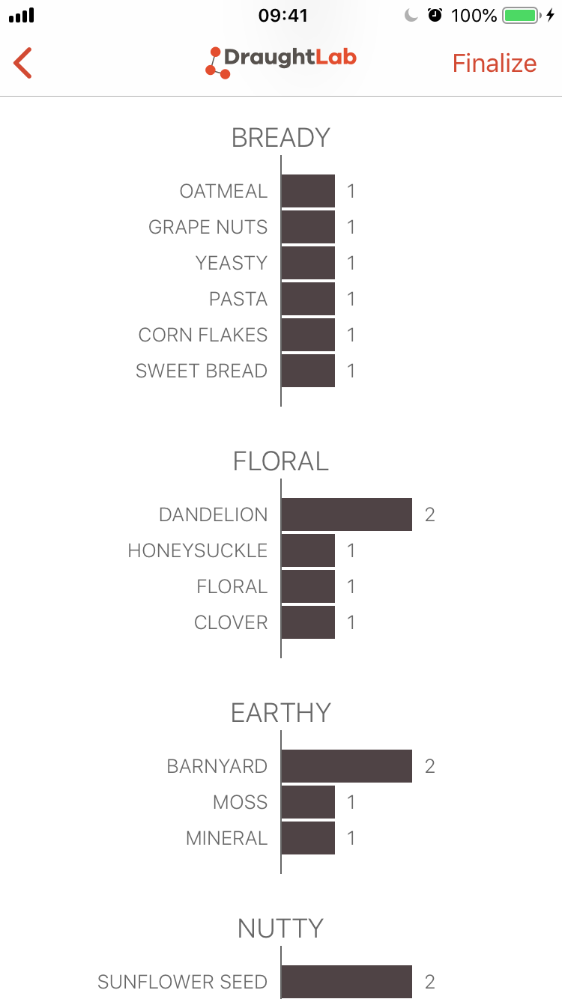 09:41
100%
DraughtLab
Finalize
BREADY
OATMEAL 1
GRAPE NUTS 1
YEASTY 1
PASTA 1
CORN FLAKES 1
SWEET BREAD 1
FLORAL
DANDELION 2
HONEYSUCKLE 1
FLORAL 1
CLOVER 1
EARTHY
BARNYARD 2
MOSS 1
MINERAL 1
NUTTY
SUNFLOWER SEED 2